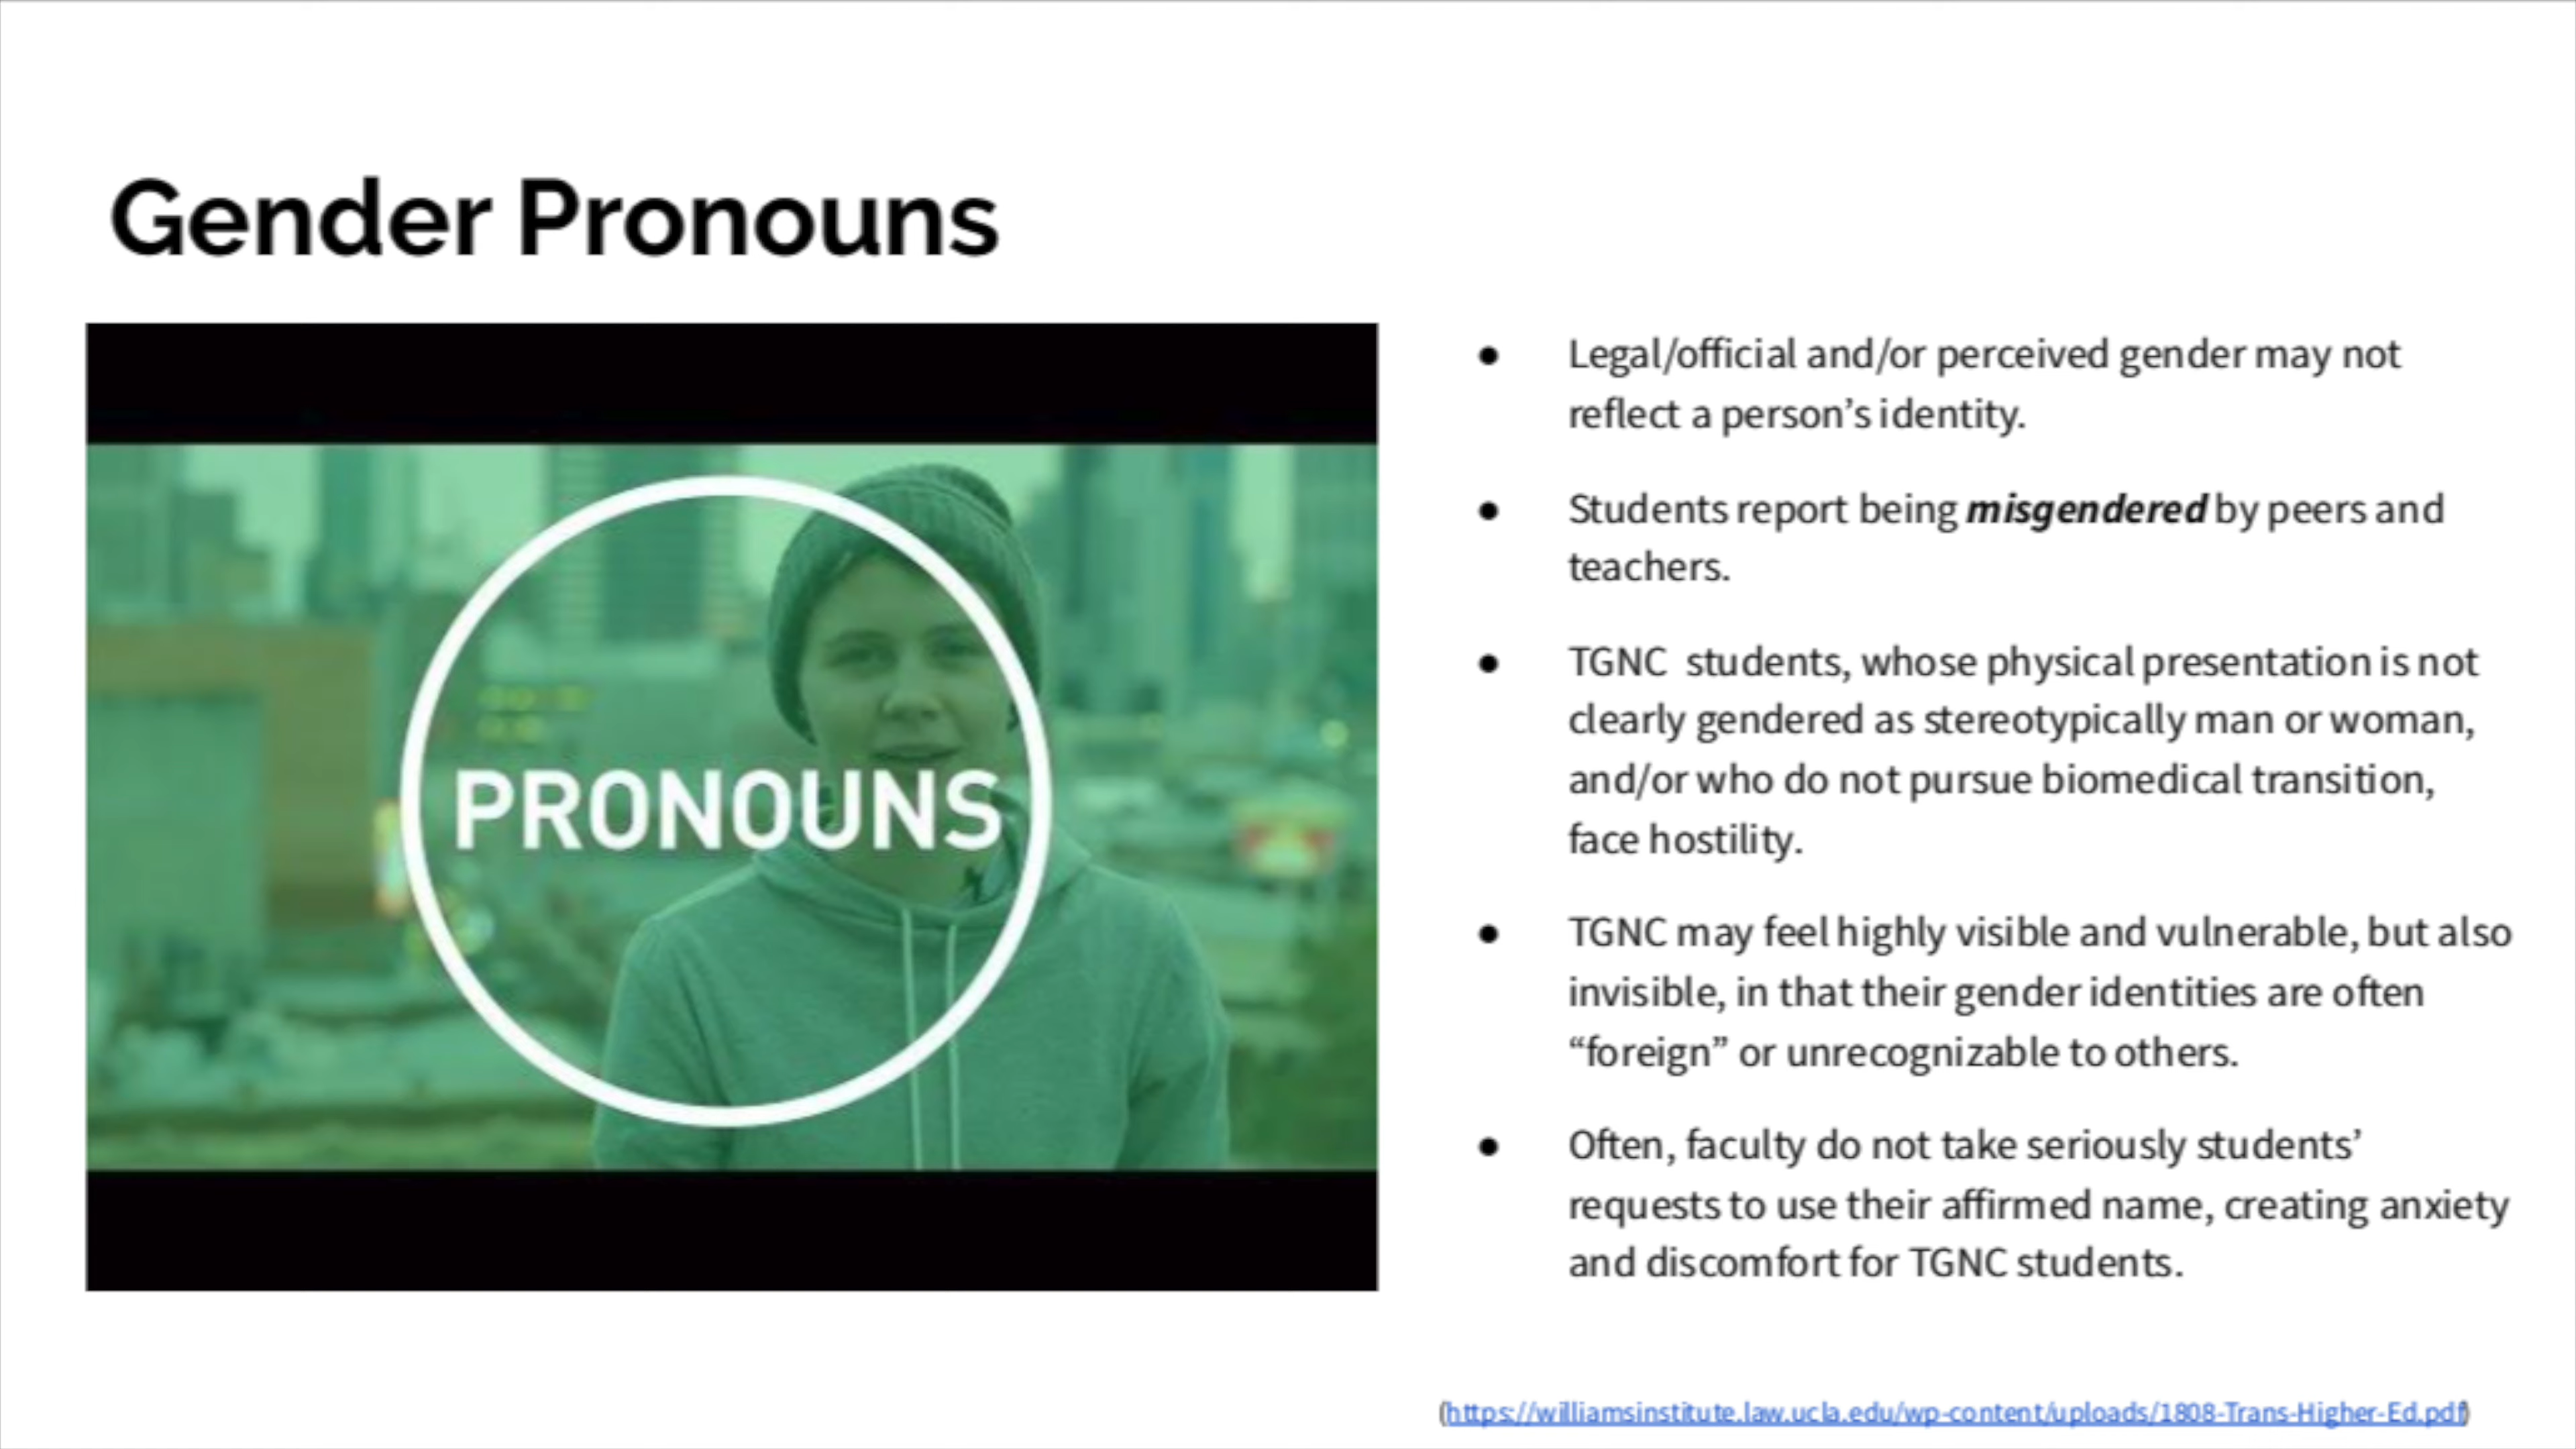 Gender Pronouns
PRONOUNS
● Legal/official and/or perceived gender may not
reflect a person’s identity.
● Students report being misgendered by peers and
teachers.
● TGNC students, whose physical presentation is not
clearly gendered as stereotypically man or woman,
and/or who do not pursue biomedical transition,
face hostility.
● TGNC may feel highly visible and vulnerable, but also
invisible, in that their gender identities are often
“foreign” or unrecognizable to others.
● Often, faculty do not take seriously students’
requests to use their affirmed name, creating anxiety
and discomfort for TGNC students.
(https://williamsinstitute.law.ucla.edu/wp-content/uploads/1808-Trans-Higher-Ed.pdf)